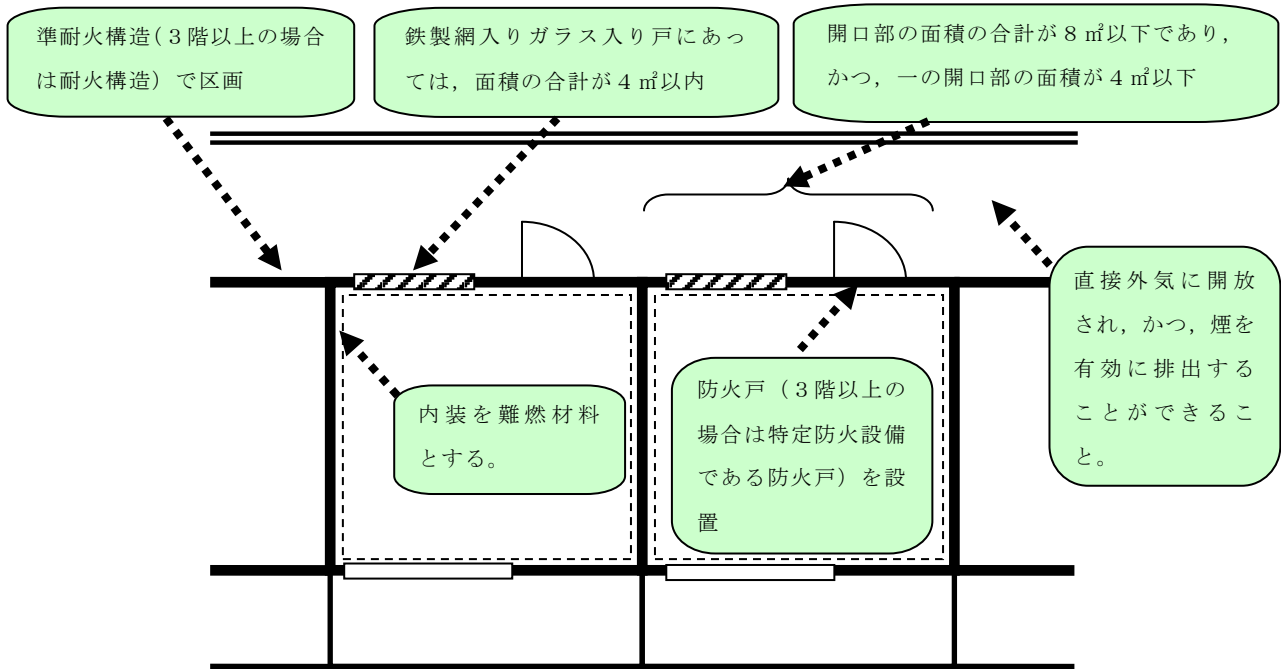 準耐火構造(3階以上の場合
は耐火構造)で区画
鉄製網入りガラス入り戸にあっ
ては,面積の合計が4㎡以内
開口部の面積の合計が8㎡以下であり,
かつ,一の開口部の面積が4㎡以下
直接外気に開放
され,かつ,煙を
有効に排出する
ことができるこ
と。
内装を難燃材料
とする。
防火戸(3階以上の
場合は特定防火設備
である防火戸)を設
置